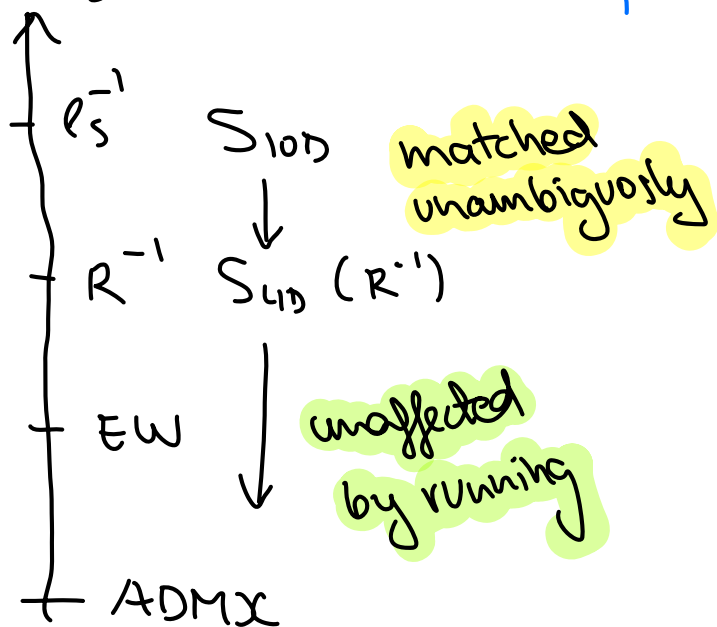 ℓs⁻¹ S10D matched
unambiguosly
R⁻¹ S4D (R⁻¹)
EW unaffected
by running
ADMX